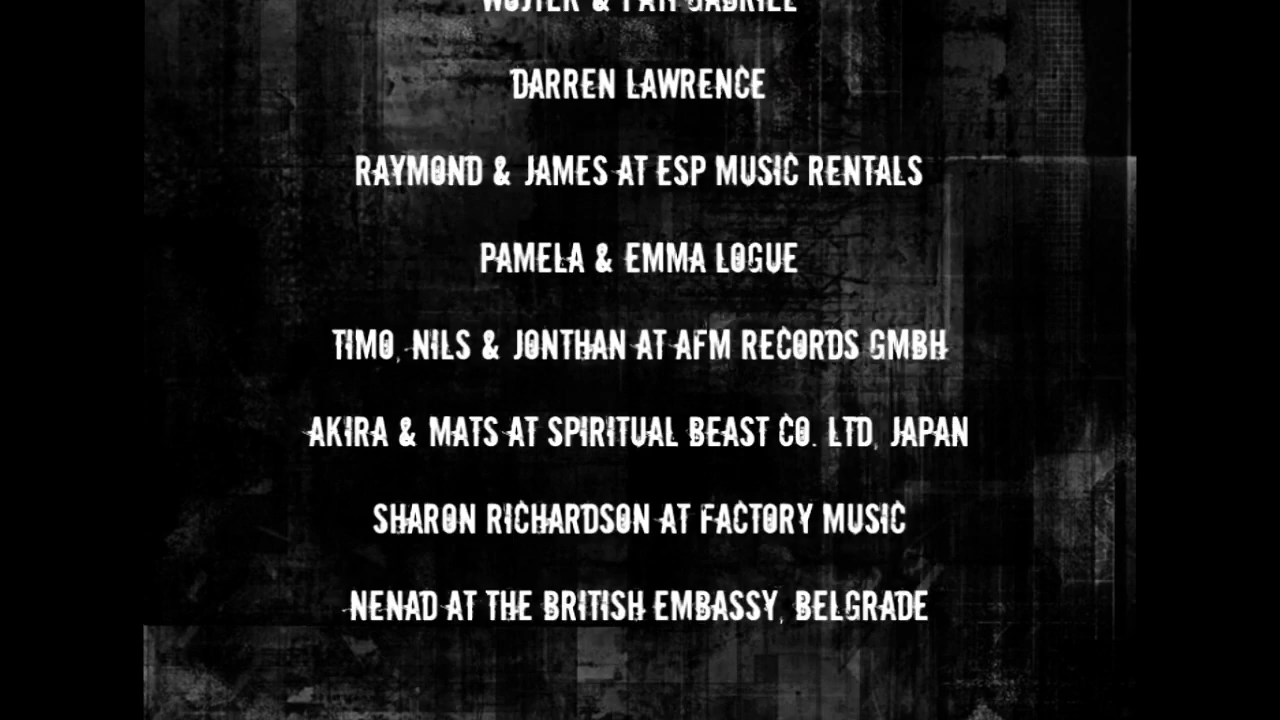 DARREN LAWRENCE
RAYMOND & JAMES AT ESP MUSIC RENTALS
PAMELA & EMMA LOGUE
TIMO, NILS & JONTHAN AT AFM RECORDS GMBH
AKIRA & MATS AT SPIRITUAL BEAST CO. LTD, JAPAN
SHARON RICHARDSON AT FACTORY MUSIC
NENAD AT THE BRITISH EMBASSY, BELGRADE